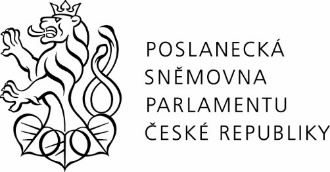 POSLANECKÁ
SNĚMOVNA
PARLAMENTU
ČESKÉ REPUBLIKY